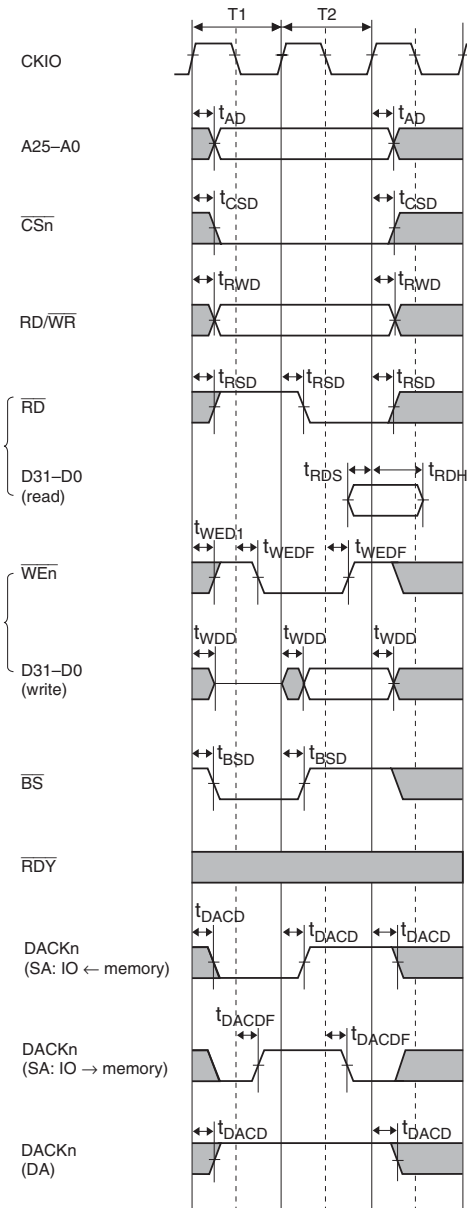 T1 T2
CKIO
tAD tAD
A25–A0
tCSD tCSD
CSn
tRWD tRWD
RD/WR
tRSD tRSD tRSD
RD
tRDS tRDH
D31–D0
(read)
tWED1 tWEDF tWEDF
WEn
tWDD tWDD tWDD
D31–D0
(write)
tBSD tBSD
BS
RDY
tDACD tDACD tDACD
DACKn
(SA: IO ← memory)
tDACDF tDACDF
DACKn
(SA: IO → memory)
tDACD tDACD
DACKn
(DA)